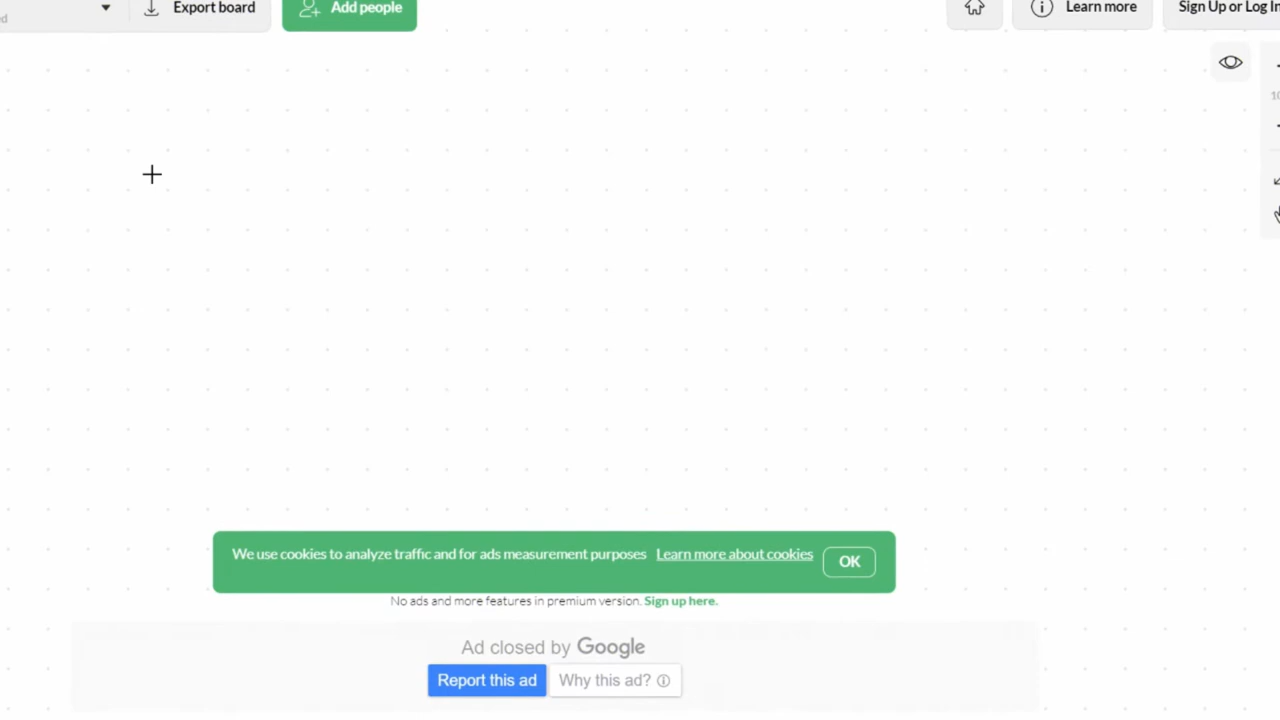 Export board
Add people
Learn more
Sign Up or Log In
We use cookies to analyze traffic and for ads measurement purposes Learn more about cookies OK
No ads and more features in premium version. Sign up here.
Ad closed by Google
Report this ad Why this ad?